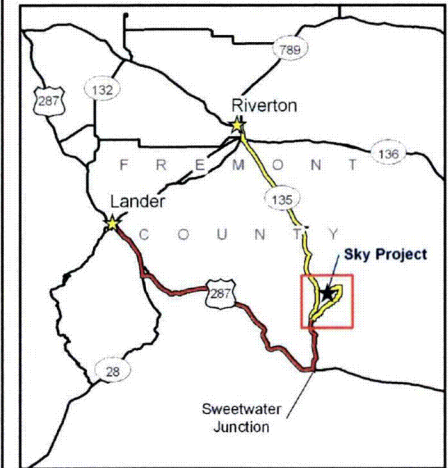 789
132
287
Riverton
136
F R E M O N T
135
Lander
C O U N T Y
Sky Project
287
28
Sweetwater
Junction